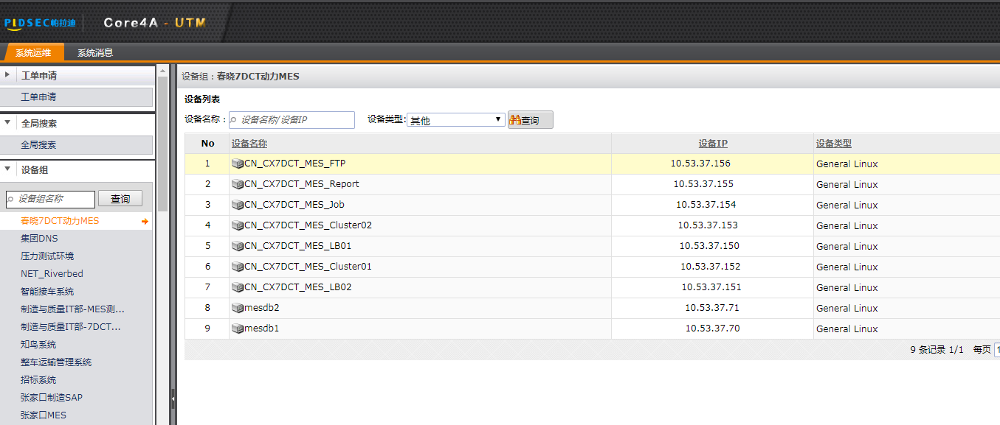 PLDSEC帕拉迪 Core4A - UTM
系统运维 系统消息
工单申请
工单申请
全局搜索
全局搜索
设备组
设备组名称 查询
春晓7DCT动力MES
集团DNS
压力测试环境
NET_Riverbed
智能接车系统
制造与质量IT部-MES测...
制造与质量IT部-7DCT...
知鸟系统
整车运输管理系统
招标系统
张家口制造SAP
张家口MES
设备组：春晓7DCT动力MES
设备列表
设备名称： 设备名称/设备IP 设备类型: 其他 查询
No 设备名称 设备IP 设备类型
1 CN_CX7DCT_MES_FTP 10.53.37.156 General Linux
2 CN_CX7DCT_MES_Report 10.53.37.155 General Linux
3 CN_CX7DCT_MES_Job 10.53.37.154 General Linux
4 CN_CX7DCT_MES_Cluster02 10.53.37.153 General Linux
5 CN_CX7DCT_MES_LB01 10.53.37.150 General Linux
6 CN_CX7DCT_MES_Cluster01 10.53.37.152 General Linux
7 CN_CX7DCT_MES_LB02 10.53.37.151 General Linux
8 mesdb2 10.53.37.71 General Linux
9 mesdb1 10.53.37.70 General Linux
9 条记录 1/1 每页